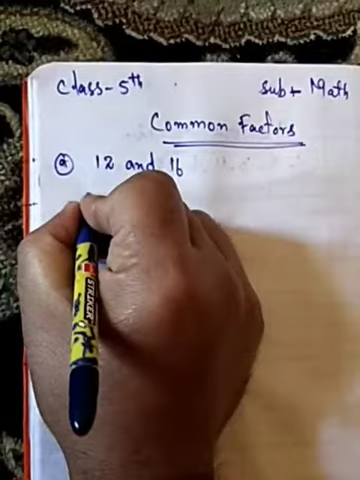 Class-5th
sub+ Math
Common Factors
(a) 12 and 16
STRIKER